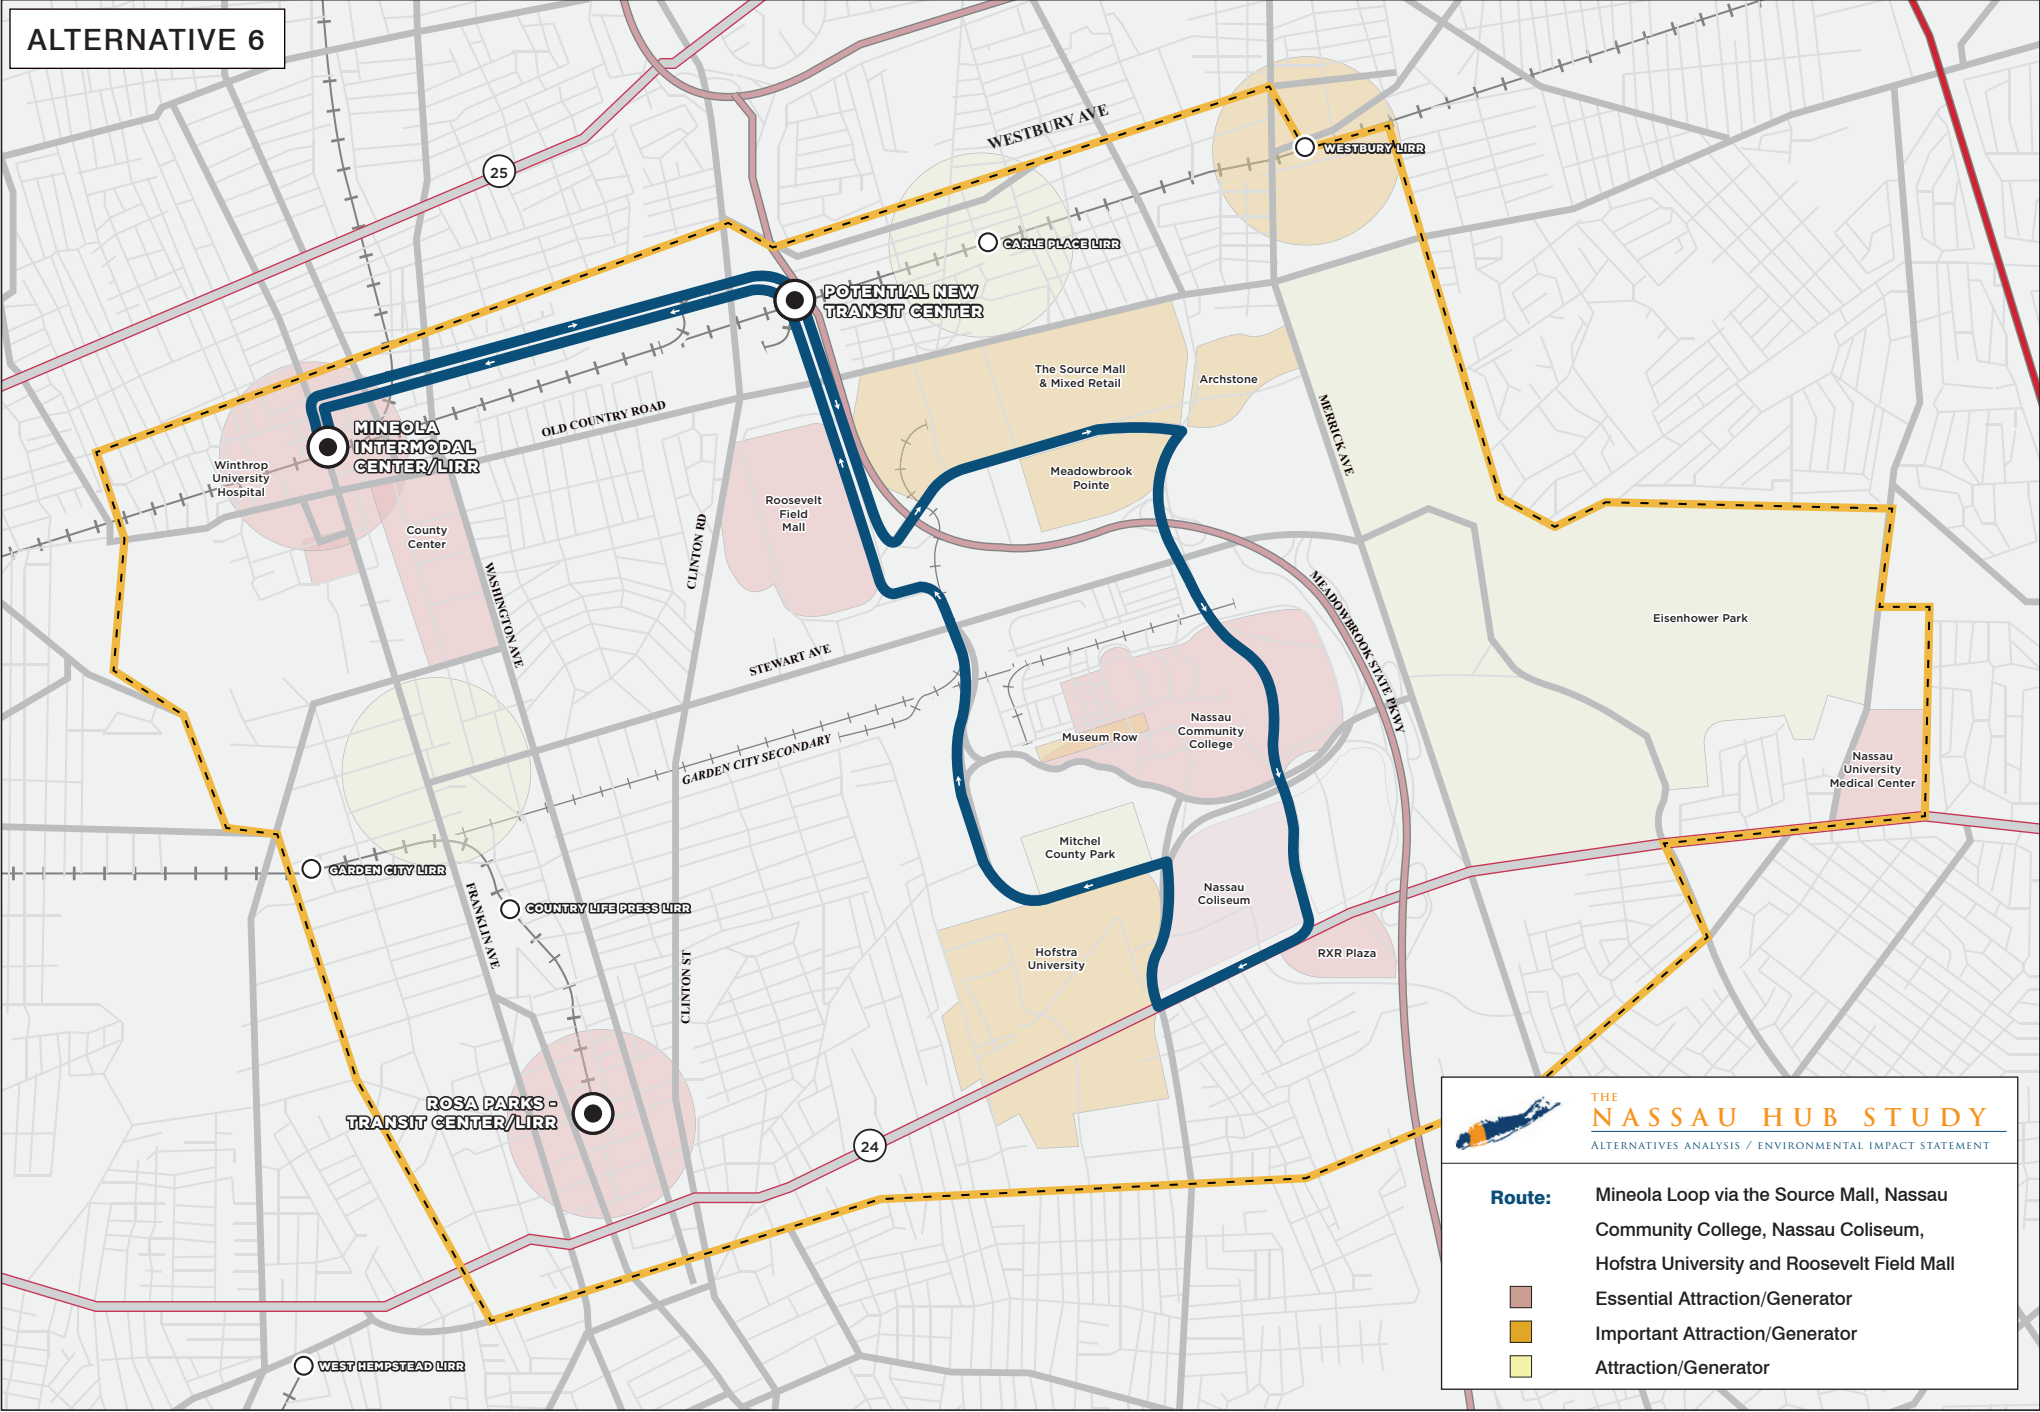 ALTERNATIVE 6
25
WESTBURY AVE
WESTBURY LIRR
CARLE PLACE LIRR
POTENTIAL NEW
TRANSIT CENTER
The Source Mall
& Mixed Retail
Archstone
MERRICK AVE
OLD COUNTRY ROAD
MINEOLA
INTERMODAL
CENTER/LIRR
Winthrop
University
Hospital
County
Center
Roosevelt
Field
Mall
Meadowbrook
Pointe
CLINTON RD
WASHINGTON AVE
MEADOWBROOK STATE PKWY
Eisenhower Park
STEWART AVE
Nassau
Community
College
Museum Row
GARDEN CITY SECONDARY
Nassau
University
Medical Center
Mitchel
County Park
GARDEN CITY LIRR
COUNTRY LIFE PRESS LIRR
FRANKLIN AVE
Nassau
Coliseum
Hofstra
University
RXR Plaza
CLINTON ST
ROSA PARKS -
TRANSIT CENTER/LIRR
24
WEST HEMPSTEAD LIRR
THE
NASSAU HUB STUDY
ALTERNATIVES ANALYSIS / ENVIRONMENTAL IMPACT STATEMENT
Route: Mineola Loop via the Source Mall, Nassau
Community College, Nassau Coliseum,
Hofstra University and Roosevelt Field Mall
Essential Attraction/Generator
Important Attraction/Generator
Attraction/Generator